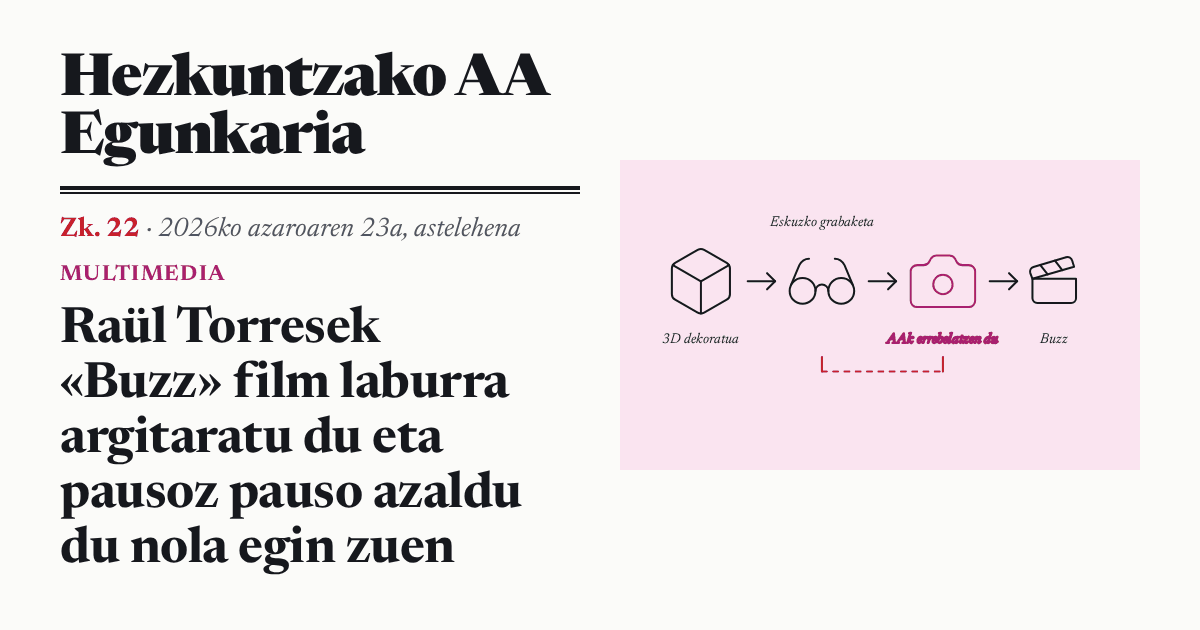 Hezkuntzako AA
Egunkaria
Zk. 22 · 2026ko azaroaren 23a, astelehena
MULTIMEDIA
Raül Torresek
«Buzz» film laburra
argitaratu du eta
pausoz pauso azaldu
du nola egin zuen
Eskuzko grabaketa
3D dekoratua
AAk errebelatzen du
Buzz